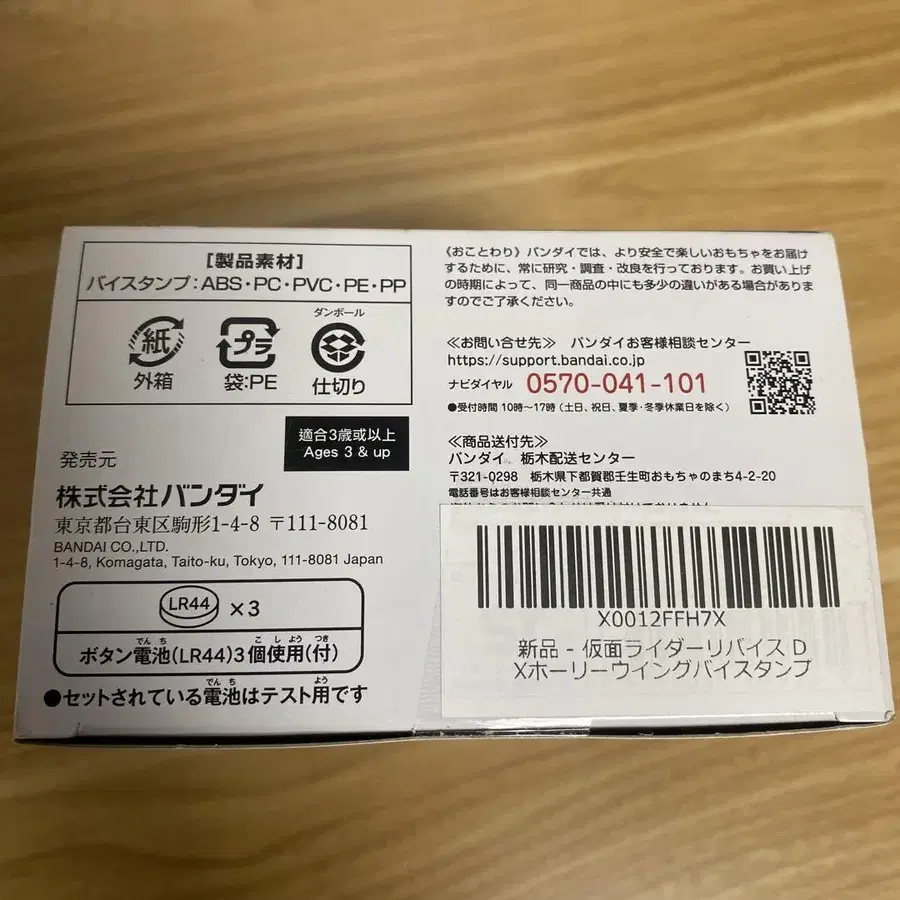 ［製品素材］
バイスタンプ：ABS・PC・PVC・PE・PP
ダンボール
紙
プラ
外箱
袋：PE
仕切り
適合3歳或以上
Ages 3 & up
発売元
株式会社バンダイ
東京都台東区駒形1-4-8 〒111-8081
BANDAI CO.,LTD.
1-4-8, Komagata, Taito-ku, Tokyo, 111-8081 Japan
LR44 ×3
でんち こしよう つき
ボタン電池(LR44)3個使用(付)
でんち よう
●セットされている電池はテスト用です
《おことわり》バンダイでは、より安全で楽しいおもちゃをお届け
するために、常に研究・調査・改良を行っております。お買い上げ
の時期によって、同一商品の中にも多少の違いがある場合がありま
すのでご了承ください。
≪お問い合せ先≫ バンダイお客様相談センター
https://support.bandai.co.jp
ナビダイヤル 0570-041-101
●受付時間 10時〜17時（土日、祝日、夏季・冬季休業日を除く）
≪商品送付先≫
バンダイ 栃木配送センター
〒321-0298 栃木県下都賀郡壬生町おもちゃのまち4-2-20
電話番号はお客様相談センター共通
X0012FFH7X
新品 - 仮面ライダーリバイス D
Xホーリーウイングバイスタンプ